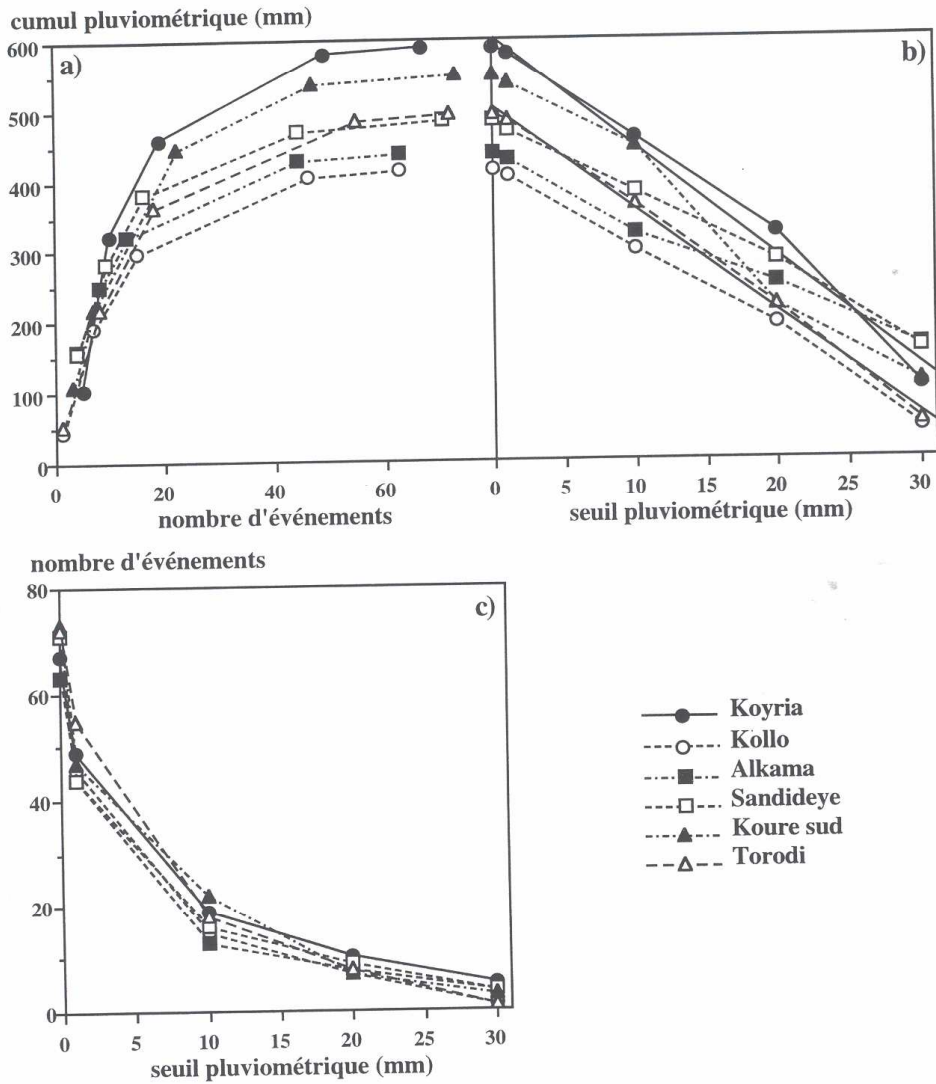 cumul pluviométrique (mm)
a)
600
500
400
300
200
100
0
0 20 40 60
nombre d'événements
b)
0 5 10 15 20 25 30
seuil pluviométrique (mm)
nombre d'événements
c)
80
60
40
20
0
0 5 10 15 20 25 30
seuil pluviométrique (mm)
Koyria
Kollo
Alkama
Sandideye
Koure sud
Torodi